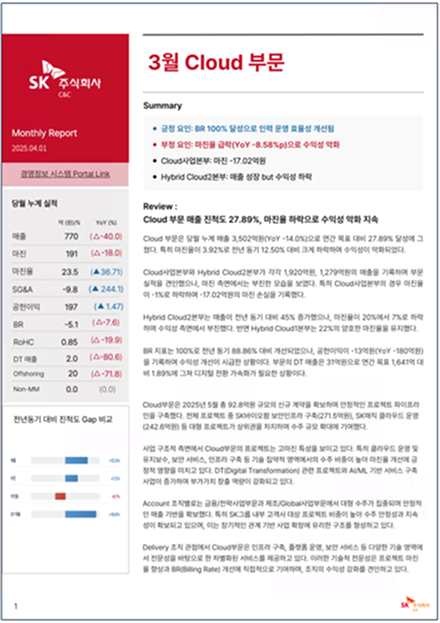 SK 주식회사
C&C
Monthly Report
2025.04.01
경영정보 시스템 Portal Link
당월 누계 실적
억 (원)/% YoY (%)
매출 770 (△-40.0)
마진 191 (△-18.0)
마진율 23.5 (▲36.71)
SG&A -9.8 (▲ 244.1)
공헌이익 197 (▲ 1.47)
BR -5.1 (△-7.6)
RoHC 0.85 (△-19.9)
DT 매출 2.0 (△-80.6)
Offshoring 20 (△-71.8)
Non-MM 0.0 (0.0)
전년동기 대비 진척도 Gap 비교
3월 Cloud 부문
Summary
• 긍정 요인: BR 100% 달성으로 인력 운영 효율성 개선됨
• 부정 요인: 마진율 급락(YoY -8.58%p)으로 수익성 악화
• Cloud사업본부: 마진 -17.02억원
• Hybrid Cloud2본부: 매출 성장 but 수익성 하락
Review :
Cloud 부문 매출 진척도 27.89%, 마진율 하락으로 수익성 악화 지속
Cloud 부문은 당월 누계 매출 3,502억원(YoY -14.0%)으로 연간 목표 대비 27.89% 달성에 그
쳤다. 특히 마진율이 3.92%로 전년 동기 12.50% 대비 크게 하락하며 수익성이 악화되었다.
Cloud사업본부와 Hybrid Cloud2본부가 각각 1,920억원, 1,279억원의 매출을 기록하며 부문
실적을 견인했으나, 마진 측면에서는 부진한 모습을 보였다. 특히 Cloud사업본부의 경우 마진율
이 -1%로 하락하며 -17.02억원의 마진 손실을 기록했다.
Hybrid Cloud2본부는 매출이 전년 동기 대비 45% 증가했으나, 마진율이 20%에서 7%로 하락
하며 수익성 측면에서 부진했다. 반면 Hybrid Cloud1본부는 22%의 양호한 마진율을 유지했다.
BR 지표는 100%로 전년 동기 88.86% 대비 개선되었으나, 공헌이익이 -13억원(YoY -180억원)
을 기록하며 수익성 개선이 시급한 상황이다. 부문의 DT 매출은 31억원으로 연간 목표 1,641억 대
비 1.89%에 그쳐 디지털 전환 가속화가 필요한 상황이다.
Cloud부문은 2025년 5월 총 92.8억원 규모의 신규 계약을 확보하며 안정적인 프로젝트 파이프라
인을 구축했다. 전체 프로젝트 중 SK바이오팜 보안인프라 구축(271.5억원), SK매직 클라우드 운영
(242.6억원) 등 대형 프로젝트가 상위권을 차지하며 수주 규모 확대에 기여했다.
사업 구조적 측면에서 Cloud부문의 프로젝트는 고마진 특성을 보이고 있다. 특히 클라우드 운영 및
유지보수, 보안 서비스, 인프라 구축 등 기술 집약적 영역에서의 수주 비중이 높아 마진율 개선에 긍
정적 영향을 미치고 있다. DT(Digital Transformation) 관련 프로젝트와 AI/ML 기반 서비스 구축
사업이 증가하며 부가가치 창출 역량이 강화되고 있다.
Account 조직별로는 금융/전략사업부문과 제조/Global사업부문에서 대형 수주가 집중되며 안정적
인 매출 기반을 확보했다. 특히 SK그룹 내부 고객사 대상 프로젝트 비중이 높아 수주 안정성과 지속
성이 확보되고 있으며, 이는 장기적인 관계 기반 사업 확장에 유리한 구조를 형성하고 있다.
Delivery 조직 관점에서 Cloud부문은 인프라 구축, 플랫폼 운영, 보안 서비스 등 다양한 기술 영역에
서 전문성을 바탕으로 한 차별화된 서비스를 제공하고 있다. 이러한 기술적 전문성은 프로젝트 마진
율 향상과 BR(Billing Rate) 개선에 직접적으로 기여하며, 조직의 수익성 강화를 견인하고 있다.
1
SK 주식회사